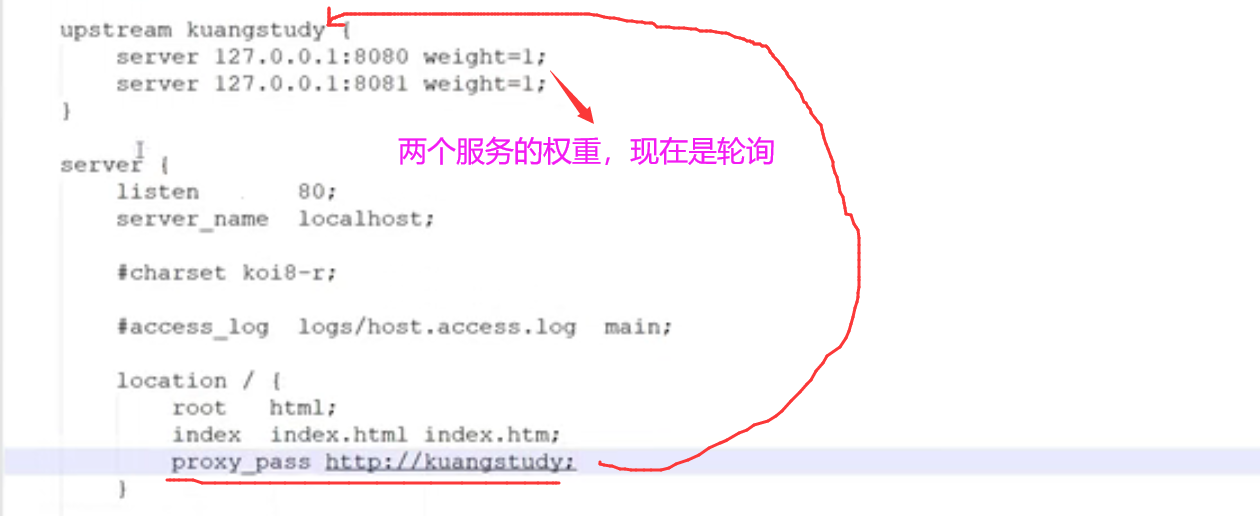 upstream kuangstudy {
server 127.0.0.1:8080 weight=1;
server 127.0.0.1:8081 weight=1;
}
两个服务的权重，现在是轮询
server {
listen 80;
server_name localhost;
#charset koi8-r;
#access_log logs/host.access.log main;
location / {
root html;
index index.html index.htm;
proxy_pass http://kuangstudy;
}